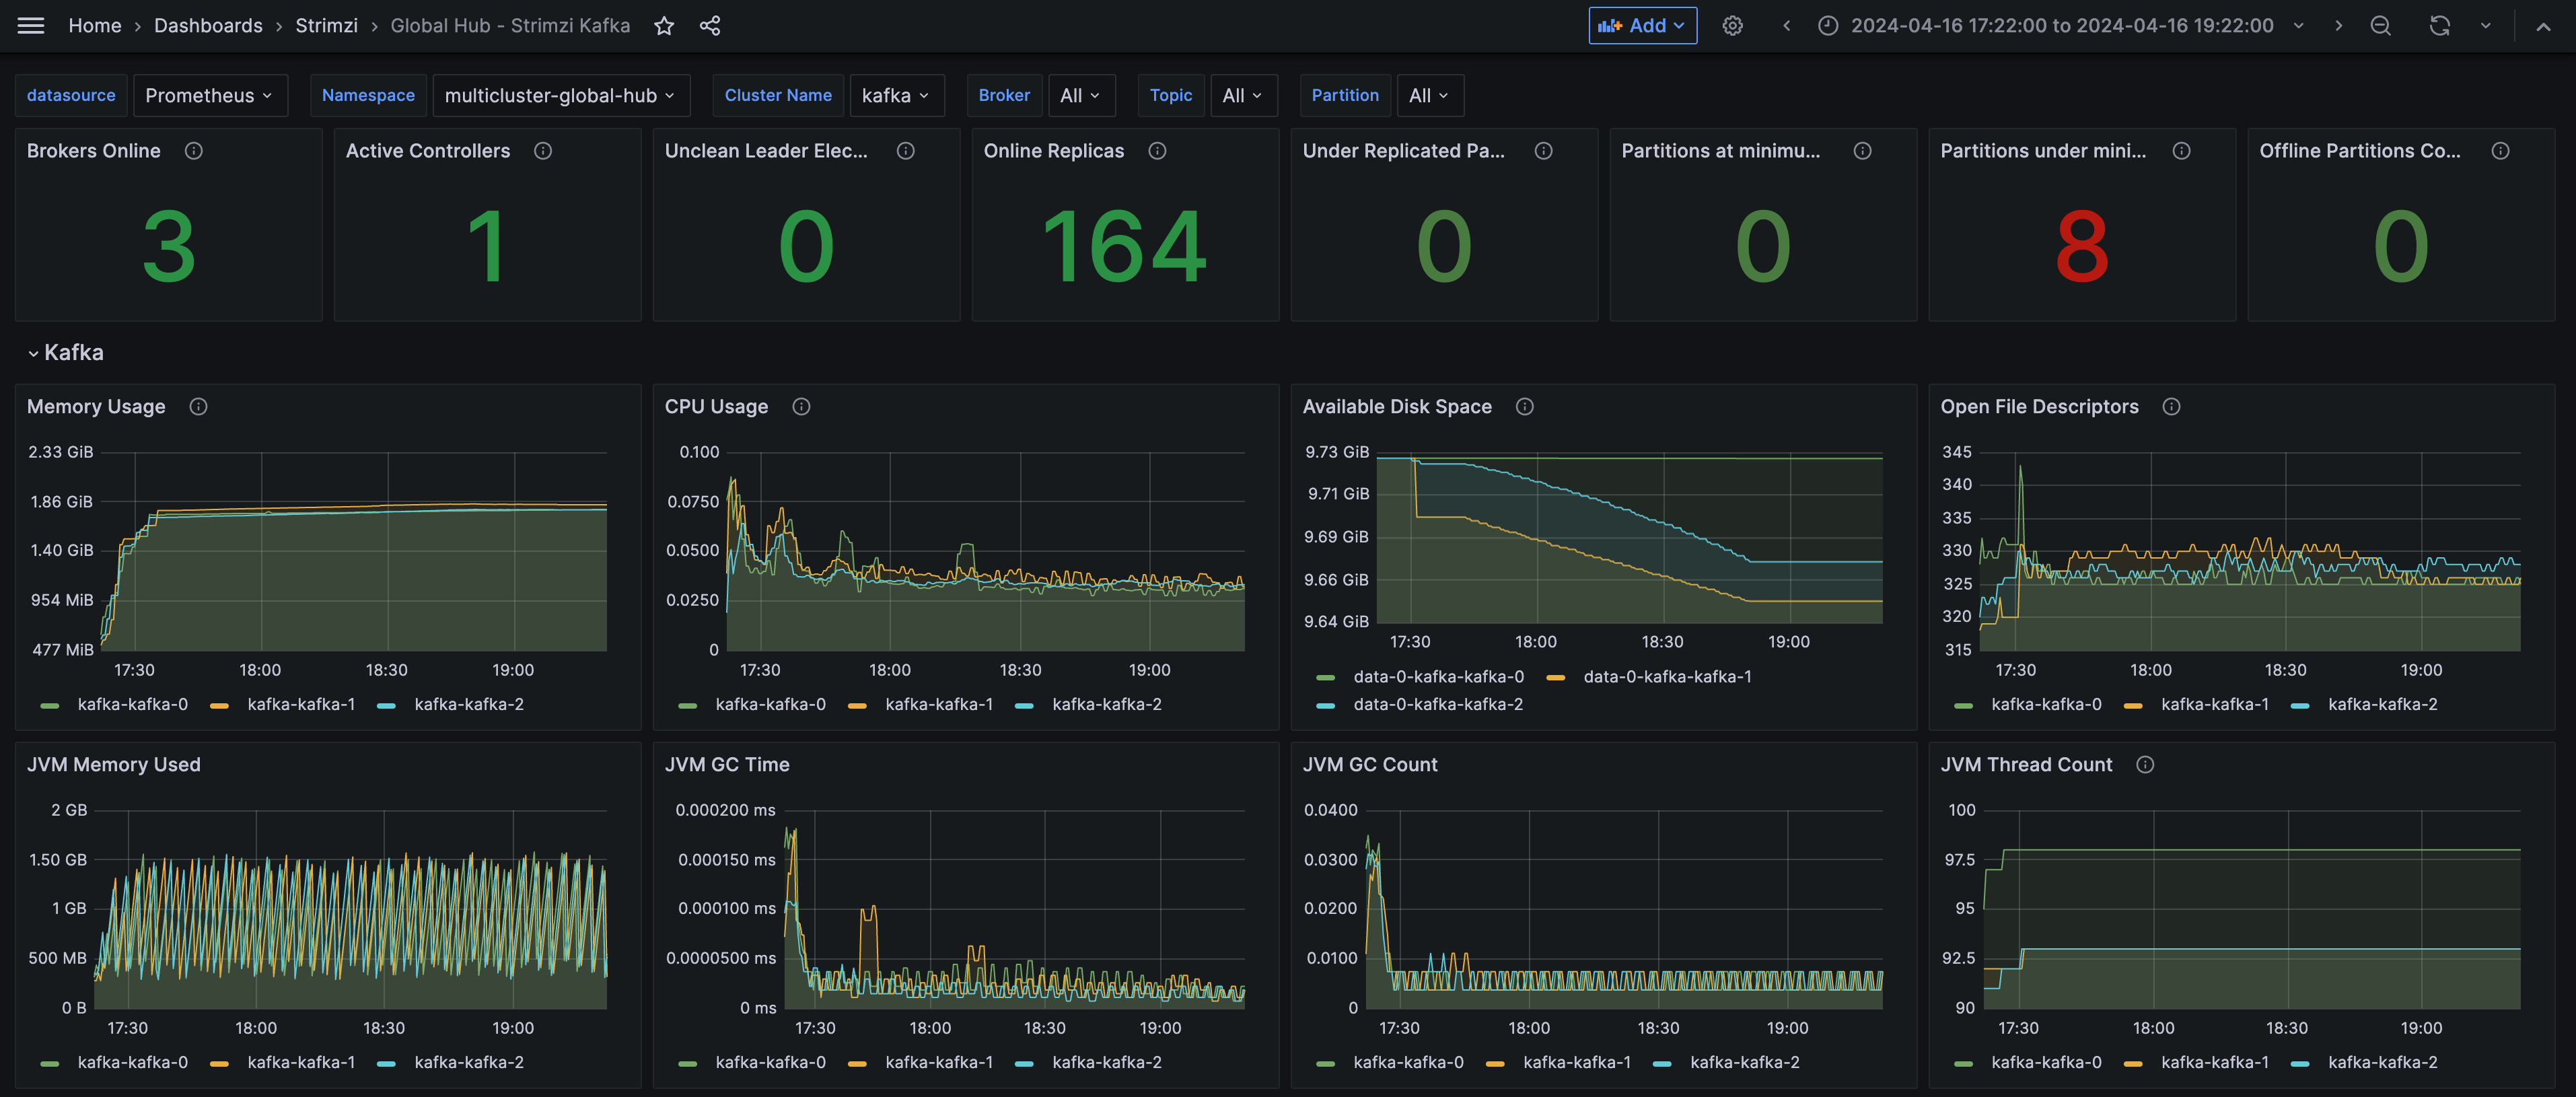 Home › Dashboards › Strimzi › Global Hub - Strimzi Kafka
Add
2024-04-16 17:22:00 to 2024-04-16 19:22:00
datasource Prometheus Namespace multicluster-global-hub Cluster Name kafka Broker All Topic All Partition All
Brokers Online
3
Active Controllers
1
Unclean Leader Elec...
0
Online Replicas
164
Under Replicated Pa...
0
Partitions at minimu...
0
Partitions under mini...
8
Offline Partitions Co...
0
Kafka
Memory Usage
2.33 GiB
1.86 GiB
1.40 GiB
954 MiB
477 MiB
17:30 18:00 18:30 19:00
kafka-kafka-0 kafka-kafka-1 kafka-kafka-2
CPU Usage
0.100
0.0750
0.0500
0.0250
0
17:30 18:00 18:30 19:00
kafka-kafka-0 kafka-kafka-1 kafka-kafka-2
Available Disk Space
9.73 GiB
9.71 GiB
9.69 GiB
9.66 GiB
9.64 GiB
17:30 18:00 18:30 19:00
data-0-kafka-kafka-0 data-0-kafka-kafka-1
data-0-kafka-kafka-2
Open File Descriptors
345
340
335
330
325
320
315
17:30 18:00 18:30 19:00
kafka-kafka-0 kafka-kafka-1 kafka-kafka-2
JVM Memory Used
2 GB
1.50 GB
1 GB
500 MB
0 B
17:30 18:00 18:30 19:00
kafka-kafka-0 kafka-kafka-1 kafka-kafka-2
JVM GC Time
0.000200 ms
0.000150 ms
0.000100 ms
0.0000500 ms
0 ms
17:30 18:00 18:30 19:00
kafka-kafka-0 kafka-kafka-1 kafka-kafka-2
JVM GC Count
0.0400
0.0300
0.0200
0.0100
0
17:30 18:00 18:30 19:00
kafka-kafka-0 kafka-kafka-1 kafka-kafka-2
JVM Thread Count
100
97.5
95
92.5
90
17:30 18:00 18:30 19:00
kafka-kafka-0 kafka-kafka-1 kafka-kafka-2